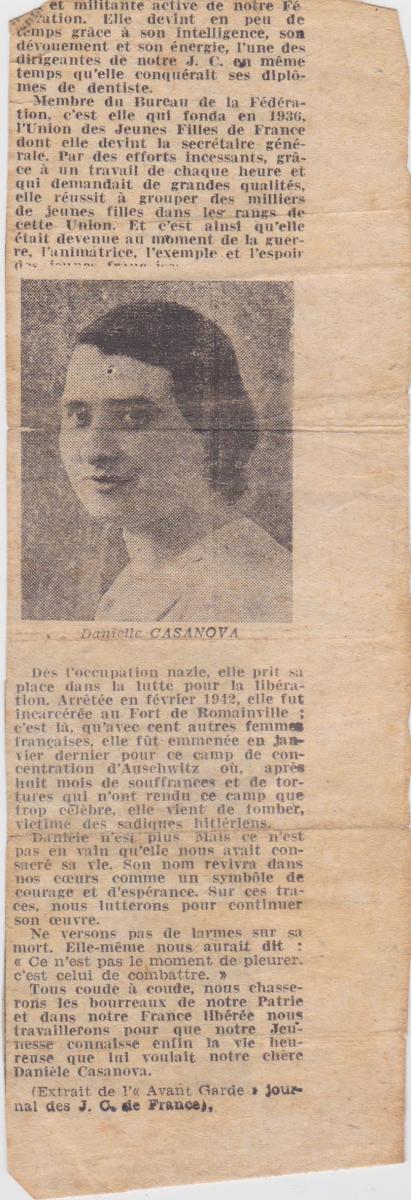 et militante active de notre Fé-
ration. Elle devint en peu de
temps grâce à son intelligence, son
dévouement et son énergie, l'une des
dirigeantes de notre J. C. en même
temps qu'elle conquérait ses diplô-
mes de dentiste.
Membre du Bureau de la Fédéra-
tion, c'est elle qui fonda en 1936,
l'Union des Jeunes Filles de France
dont elle devint la secrétaire géné-
rale. Par des efforts incessants, grâ-
ce à un travail de chaque heure et
qui demandait de grandes qualités,
elle réussit à grouper des milliers
de jeunes filles dans les rangs de
cette Union. Et c'est ainsi qu'elle
était devenue au moment de la guer-
re, l'animatrice, l'exemple et l'espoir
Danielle CASANOVA
Dès l'occupation nazie, elle prit sa
place dans la lutte pour la libéra-
tion. Arrêtée en février 1942, elle fut
incarcérée au Fort de Romainville ;
c'est là, qu'avec cent autres femmes
françaises, elle fût emmenée en jan-
vier dernier pour ce camp de con-
centration d'Auschwitz où, après
huit mois de souffrances et de tor-
tures qui n'ont rendu ce camp que
trop célèbre, elle vient de tomber,
victime des sadiques hitlériens.
Danièle n'est plus Mais ce n'est
pas en vain qu'elle nous avait con-
sacré sa vie. Son nom revivra dans
nos cœurs comme un symbôle de
courage et d'espérance. Sur ces tra-
ces, nous lutterons pour continuer
son œuvre.
Ne versons pas de larmes sur sa
mort. Elle-même nous aurait dit :
« Ce n'est pas le moment de pleurer.
c'est celui de combattre. »
Tous coude à coude, nous chasse-
rons les bourreaux de notre Patrie
et dans notre France libérée nous
travaillerons pour que notre Jeu-
nesse connaisse enfin la vie heu-
reuse que lui voulait notre chère
Danièle Casanova.
(Extrait de l'« Avant Garde » jour-
nal des J. C. de France).